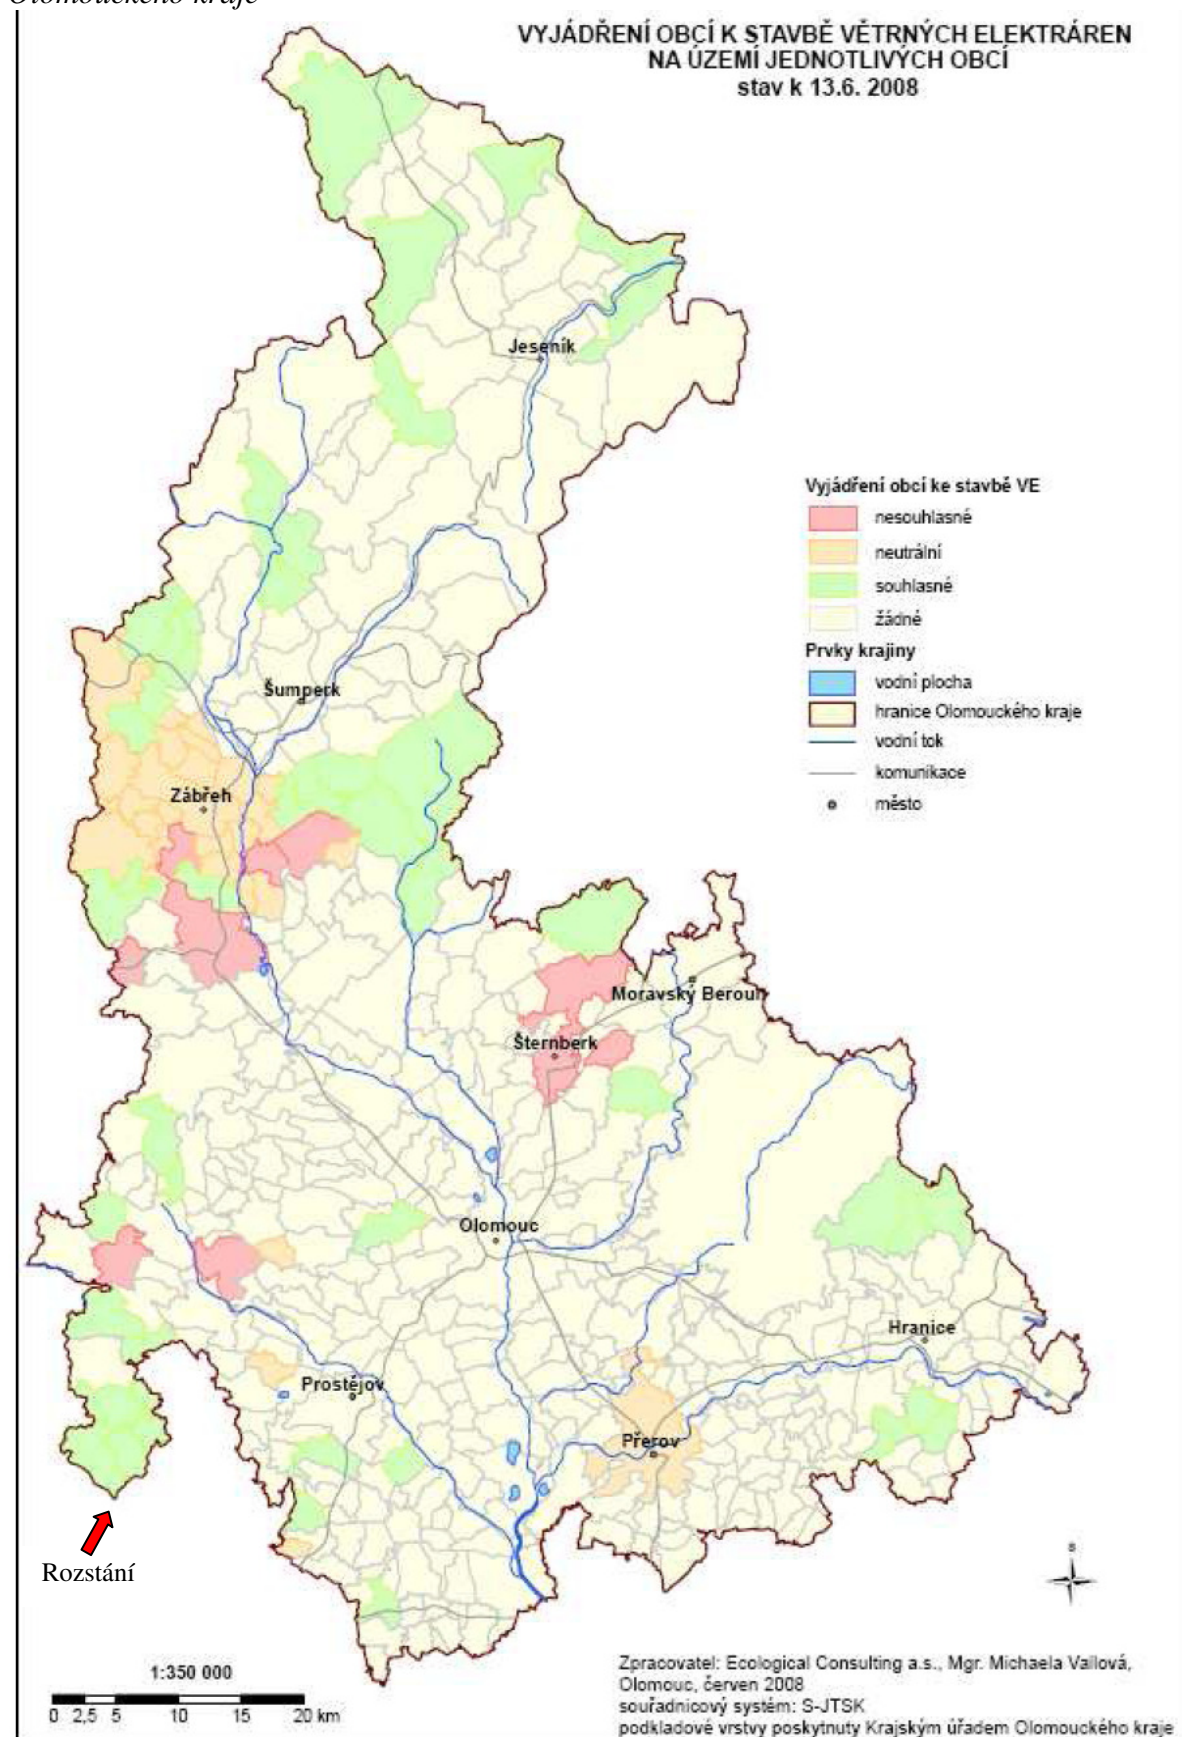 Olomouckého kraje
VYJÁDŘENÍ OBCÍ K STAVBĚ VĚTRNÝCH ELEKTRÁREN
NA ÚZEMÍ JEDNOTLIVÝCH OBCÍ
stav k 13.6. 2008
Jeseník
Vyjádření obcí ke stavbě VE
nesouhlasné
neutrální
souhlasné
žádné
Prvky krajiny
vodní plocha
hranice Olomouckého kraje
vodní tok
komunikace
město
Šumperk
Zábřeh
Moravský Beroun
Šternberk
Olomouc
Hranice
Prostějov
Přerov
Rozstání
S
1:350 000
0 2,5 5 10 15 20 km
Zpracovatel: Ecological Consulting a.s., Mgr. Michaela Vallová,
Olomouc, červen 2008
souřadnicový systém: S-JTSK
podkladové vrstvy poskytnuty Krajským úřadem Olomouckého kraje